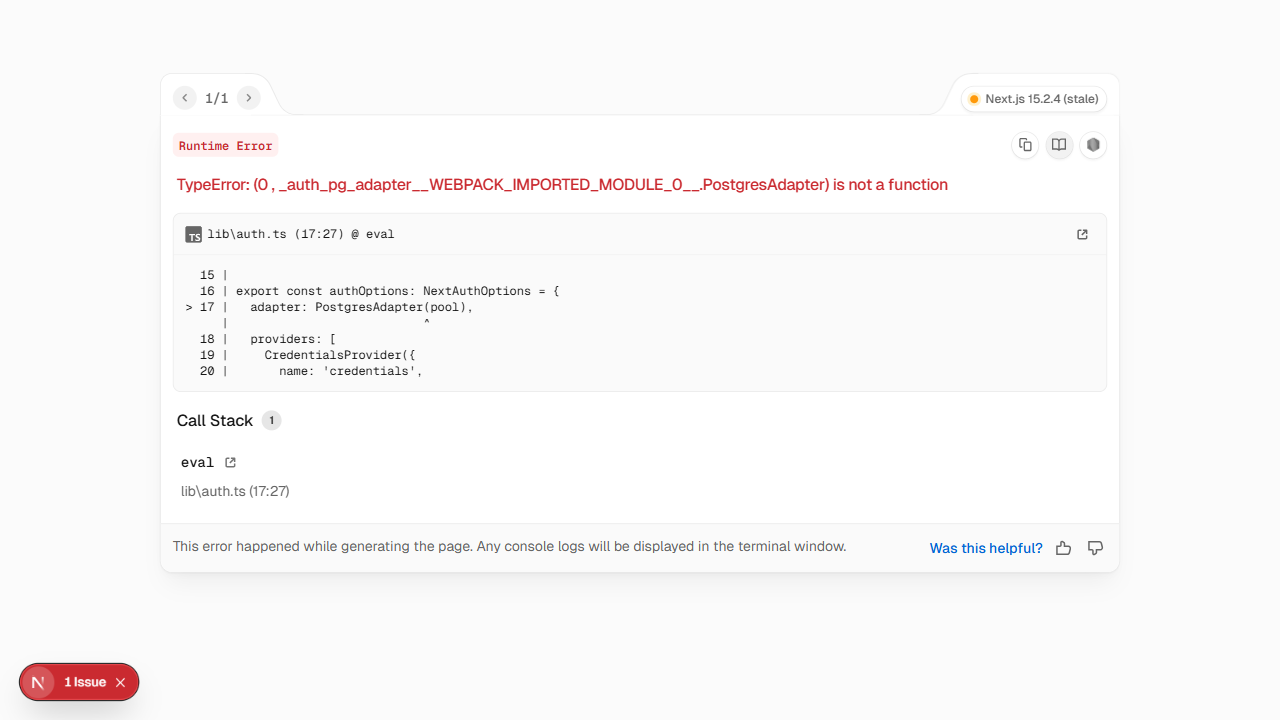 1/1
Next.js 15.2.4 (stale)
Runtime Error
TypeError: (0 , _auth_pg_adapter__WEBPACK_IMPORTED_MODULE_0__.PostgresAdapter) is not a function
TS lib\auth.ts (17:27) @ eval
15 |
16 | export const authOptions: NextAuthOptions = {
> 17 |   adapter: PostgresAdapter(pool),
|                           ^
18 |   providers: [
19 |     CredentialsProvider({
20 |       name: 'credentials',
Call Stack 1
eval
lib\auth.ts (17:27)
This error happened while generating the page. Any console logs will be displayed in the terminal window.
Was this helpful?
N 1 Issue